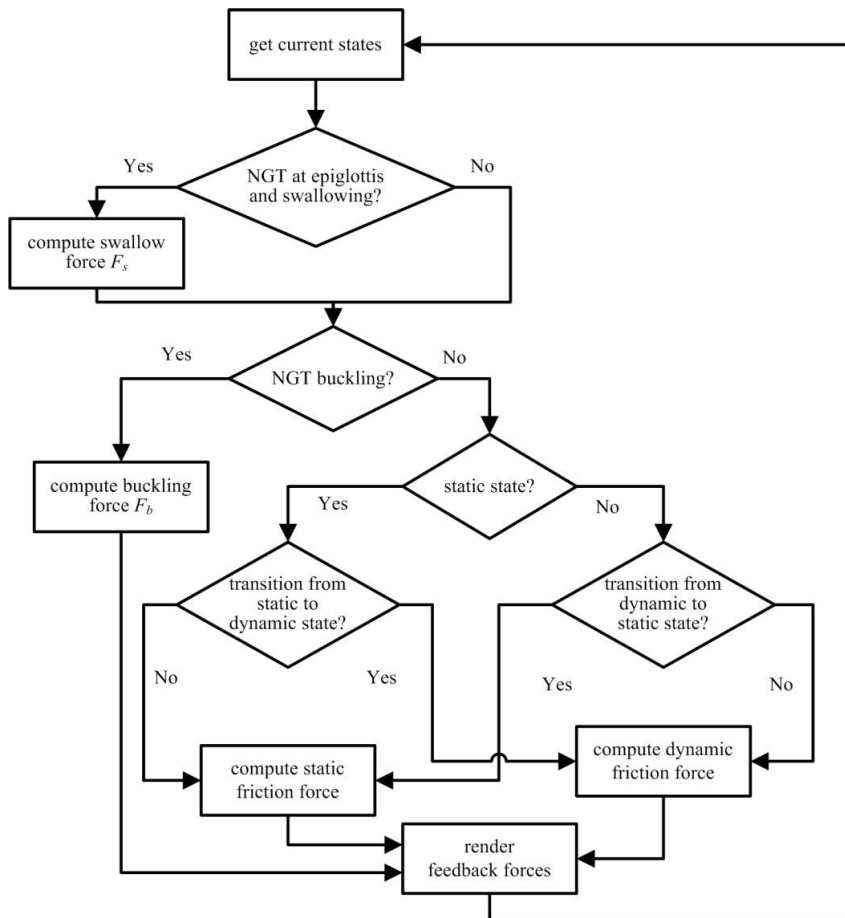 get current states
Yes
No
NGT at epiglottis
and swallowing?
compute swallow
force Fs
Yes
No
NGT buckling?
compute buckling
force Fb
static state?
Yes
No
transition from
static to
dynamic state?
transition from
dynamic to
static state?
No
Yes
Yes
No
compute static
friction force
compute dynamic
friction force
render
feedback forces